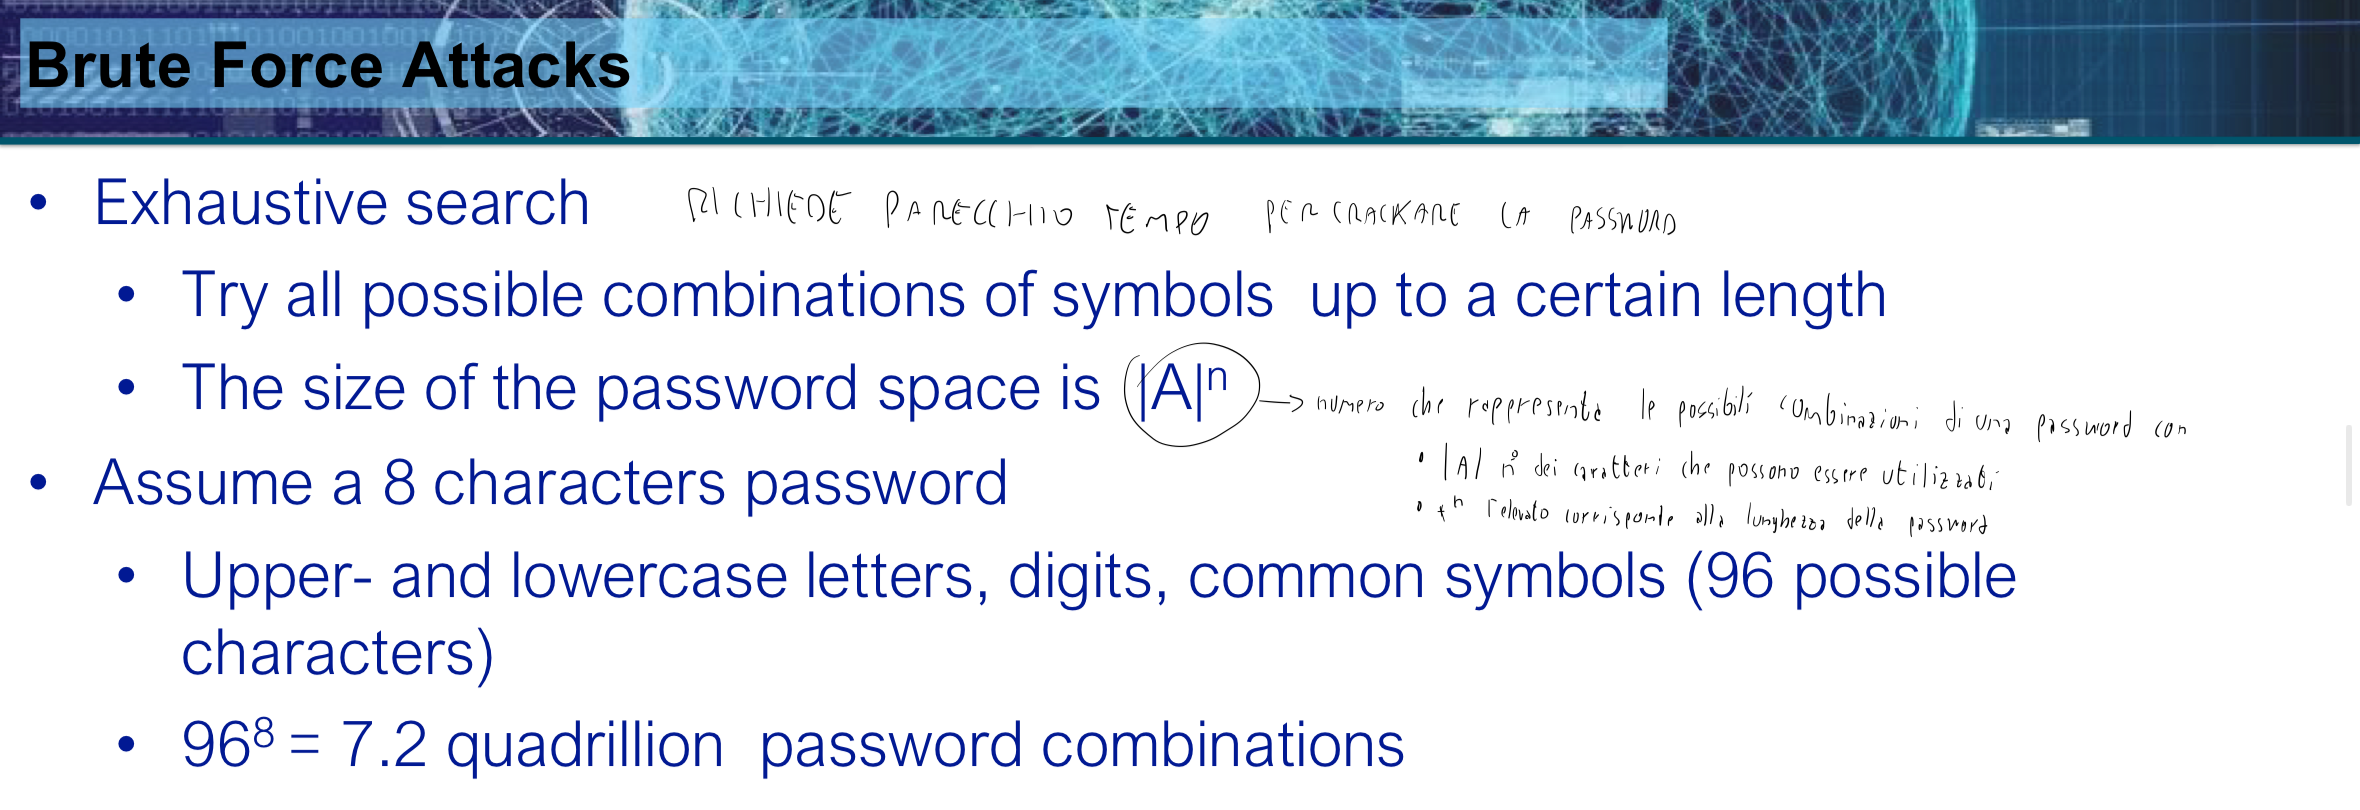 Brute Force Attacks
• Exhaustive search RICHIEDE PARECCHIO TEMPO PER CRACKARE LA PASSWORD
• Try all possible combinations of symbols up to a certain length
• The size of the password space is |A|ⁿ → numero che rappresenta le possibili combinazioni di una password con
• |A| n° dei caratteri che possono essere utilizzati
• Assume a 8 characters password
• *ⁿ l'elevato corrisponde alla lunghezza della password
• Upper- and lowercase letters, digits, common symbols (96 possible
characters)
• 96⁸ = 7.2 quadrillion password combinations